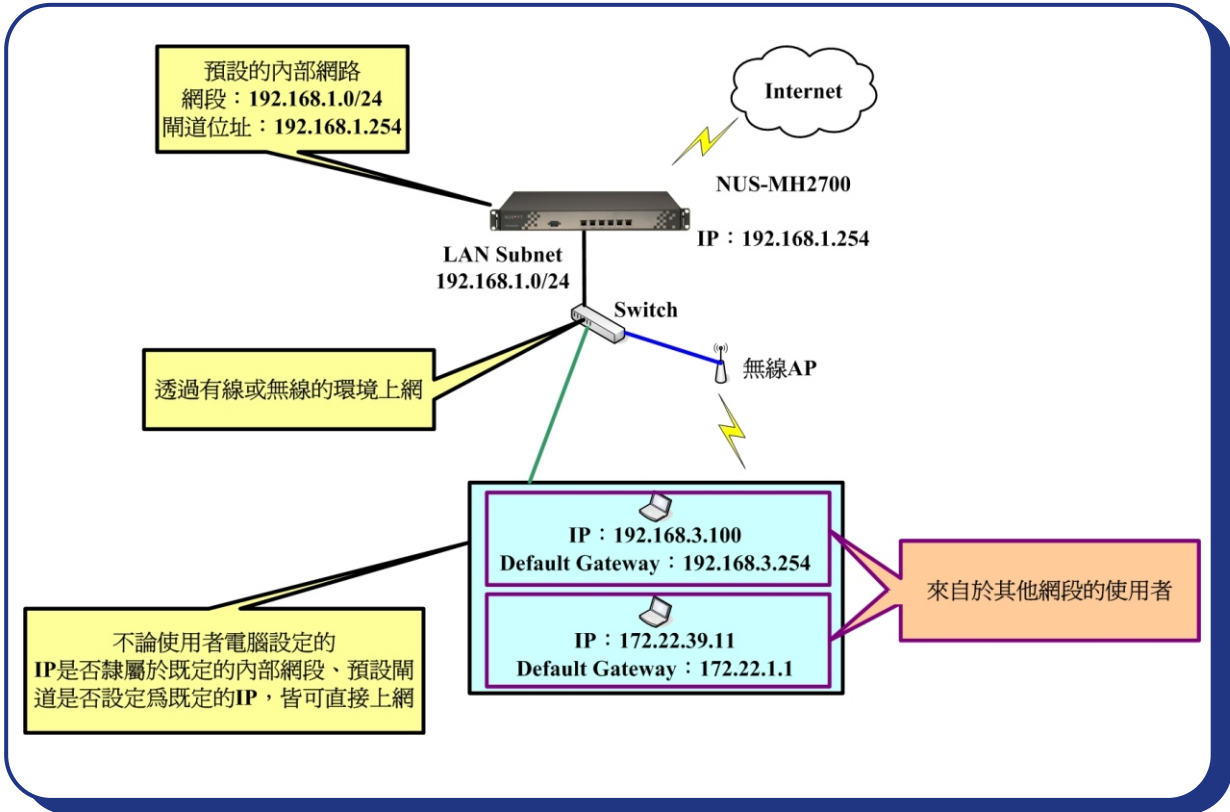 預設的內部網路
網段：192.168.1.0/24
閘道位址：192.168.1.254
Internet
NUS-MH2700
IP：192.168.1.254
LAN Subnet
192.168.1.0/24
Switch
無線AP
透過有線或無線的環境上網
IP：192.168.3.100
Default Gateway：192.168.3.254
IP：172.22.39.11
Default Gateway：172.22.1.1
來自於其他網段的使用者
不論使用者電腦設定的
IP是否隸屬於既定的內部網段、預設閘
道是否設定爲既定的IP，皆可直接上網